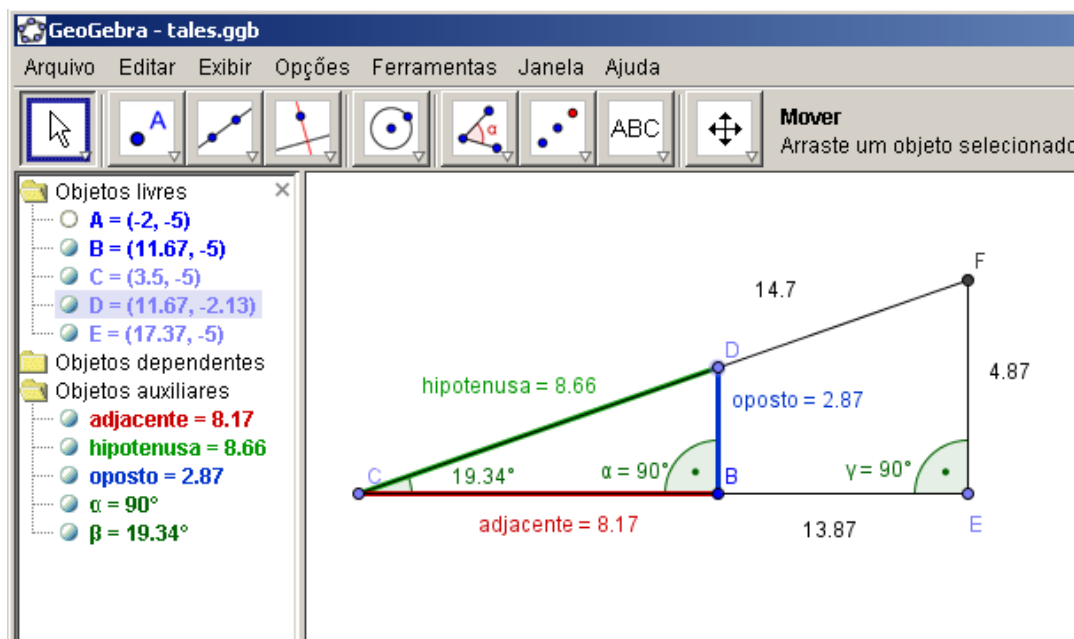 GeoGebra - tales.ggb
Arquivo Editar Exibir Opções Ferramentas Janela Ajuda
A
α
ABC
Mover
Arraste um objeto selecionado
Objetos livres
A = (-2, -5)
B = (11.67, -5)
C = (3.5, -5)
D = (11.67, -2.13)
E = (17.37, -5)
Objetos dependentes
Objetos auxiliares
adjacente = 8.17
hipotenusa = 8.66
oposto = 2.87
α = 90°
β = 19.34°
F
14.7
D
4.87
hipotenusa = 8.66
oposto = 2.87
C
19.34°
α = 90°
B
γ = 90°
adjacente = 8.17
13.87
E